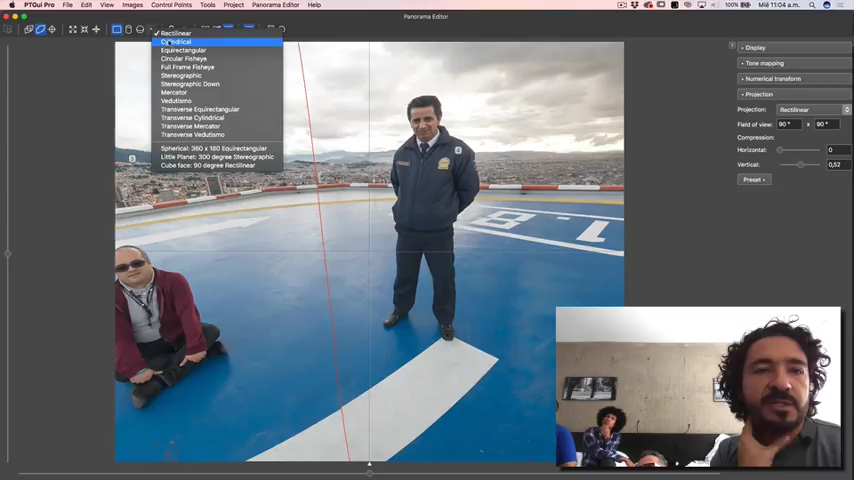 PTGui Pro File Edit View Images Control Points Tools Project Panorama Editor Help 100% Mié 11:04 a.m.
Panorama Editor
✓ Rectilinear
Cylindrical
Equirectangular
Circular Fisheye
Full Frame Fisheye
Stereographic
Stereographic Down
Mercator
Vedutismo
Transverse Equirectangular
Transverse Cylindrical
Transverse Mercator
Transverse Vedutismo
Spherical: 360 x 180 Equirectangular
Little Planet: 300 degree Stereographic
Cube face: 90 degree Rectilinear
Display
Tone mapping
Numerical transform
Projection
Projection: Rectilinear
Field of view: 90 ° x 90 °
Compression:
Horizontal: 0
Vertical: 0,52
Preset
3
8
1